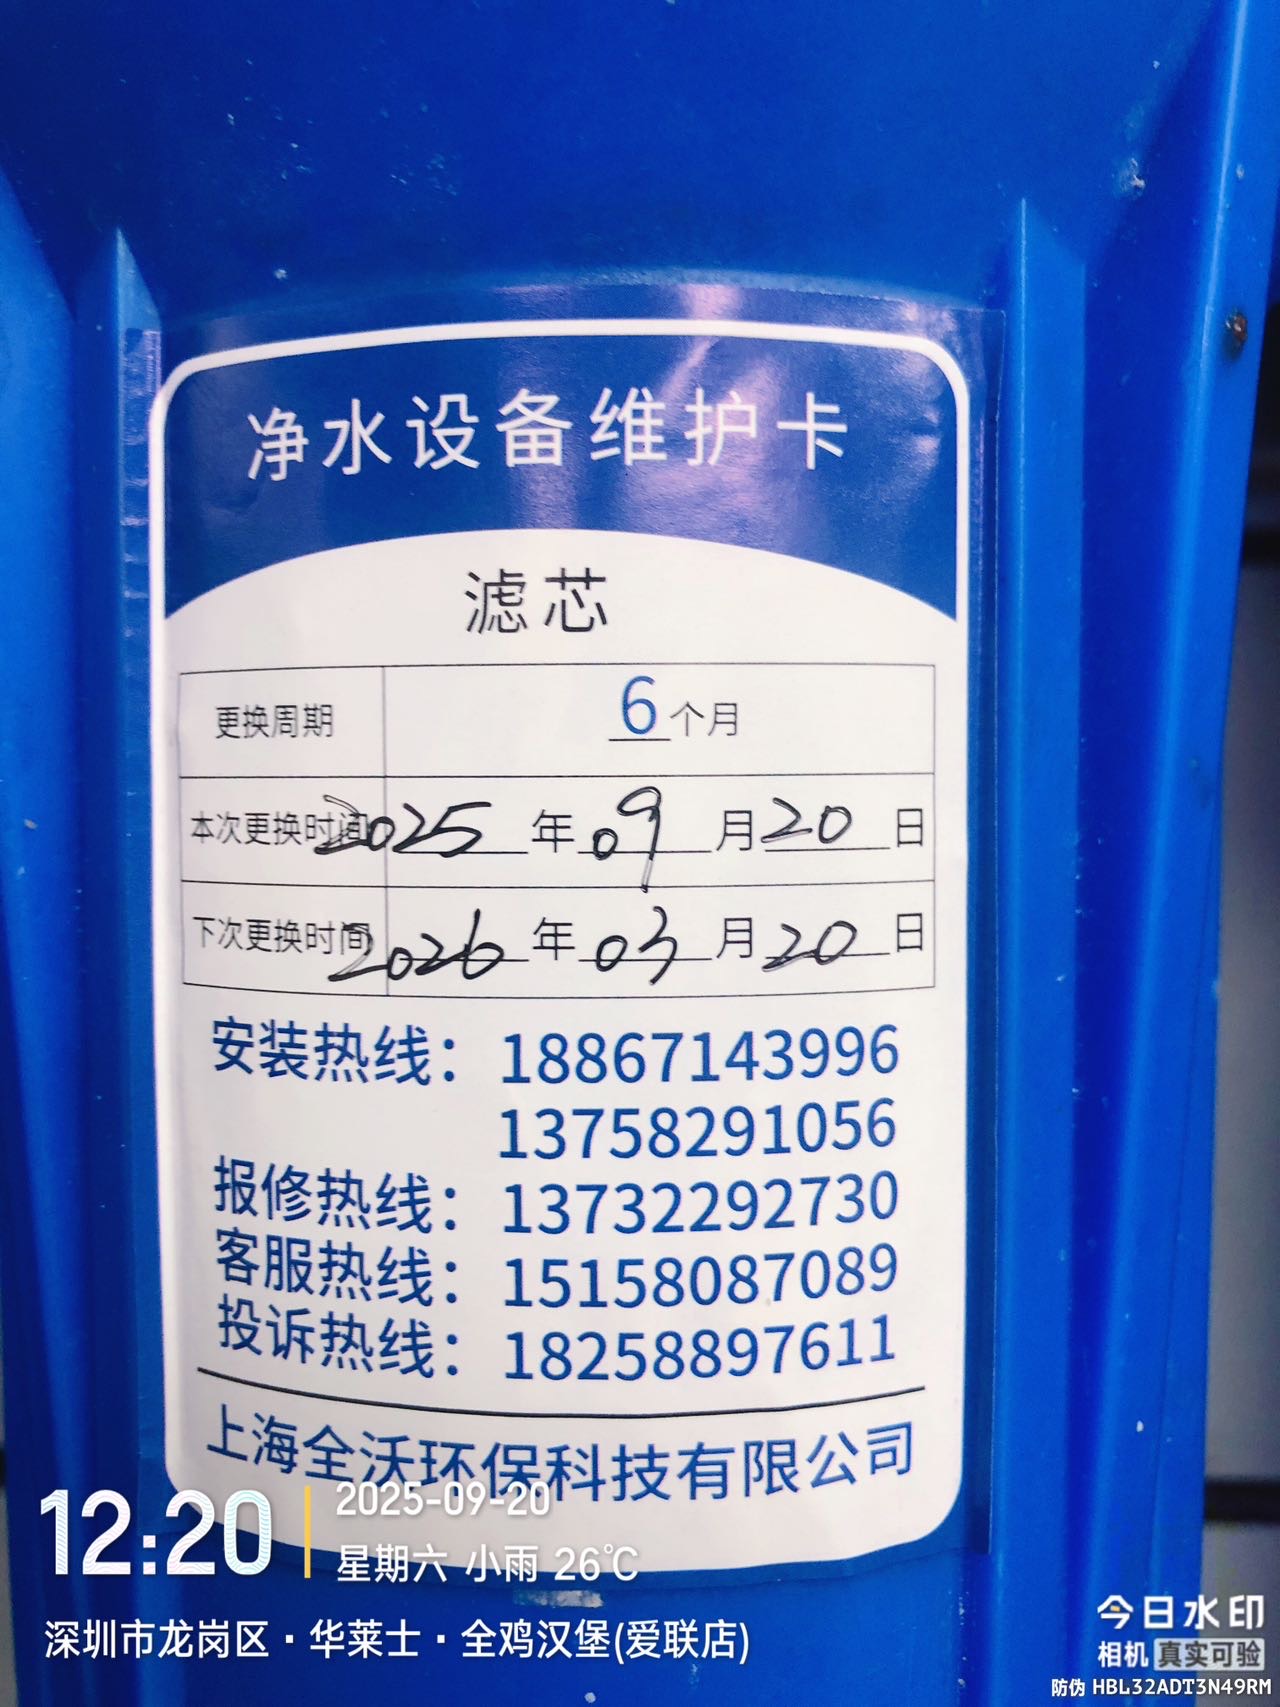 净水设备维护卡
滤芯
更换周期 6个月
本次更换时间 2025年09月20日
下次更换时间 2026年03月20日
安装热线：18867143996
13758291056
报修热线：13732292730
客服热线：15158087089
投诉热线：18258897611
上海全沃环保科技有限公司
12:20
2025-09-20
星期六 小雨 26℃
深圳市龙岗区·华莱士·全鸡汉堡(爱联店)
今日水印
相机 真实可验
防伪 HBL32ADT3N49RM